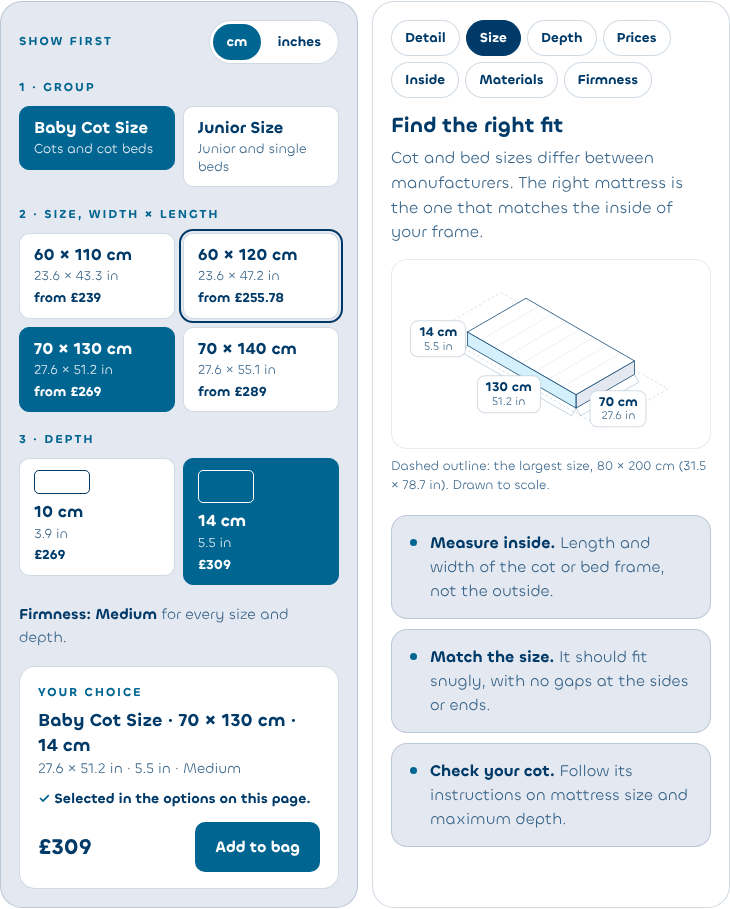 SHOW FIRST
cm
inches
1 · GROUP
Baby Cot Size
Cots and cot beds
Junior Size
Junior and single
beds
2 · SIZE, WIDTH × LENGTH
60 × 110 cm
23.6 × 43.3 in
from £239
60 × 120 cm
23.6 × 47.2 in
from £255.78
70 × 130 cm
27.6 × 51.2 in
from £269
70 × 140 cm
27.6 × 55.1 in
from £289
3 · DEPTH
10 cm
3.9 in
£269
14 cm
5.5 in
£309
Firmness: Medium for every size and
depth.
YOUR CHOICE
Baby Cot Size · 70 × 130 cm ·
14 cm
27.6 × 51.2 in · 5.5 in · Medium
✓ Selected in the options on this page.
£309
Add to bag
Detail
Size
Depth
Prices
Inside
Materials
Firmness
Find the right fit
Cot and bed sizes differ between
manufacturers. The right mattress is
the one that matches the inside of
your frame.
14 cm
5.5 in
130 cm
51.2 in
70 cm
27.6 in
Dashed outline: the largest size, 80 × 200 cm (31.5
× 78.7 in). Drawn to scale.
Measure inside. Length and
width of the cot or bed frame,
not the outside.
Match the size. It should fit
snugly, with no gaps at the sides
or ends.
Check your cot. Follow its
instructions on mattress size and
maximum depth.